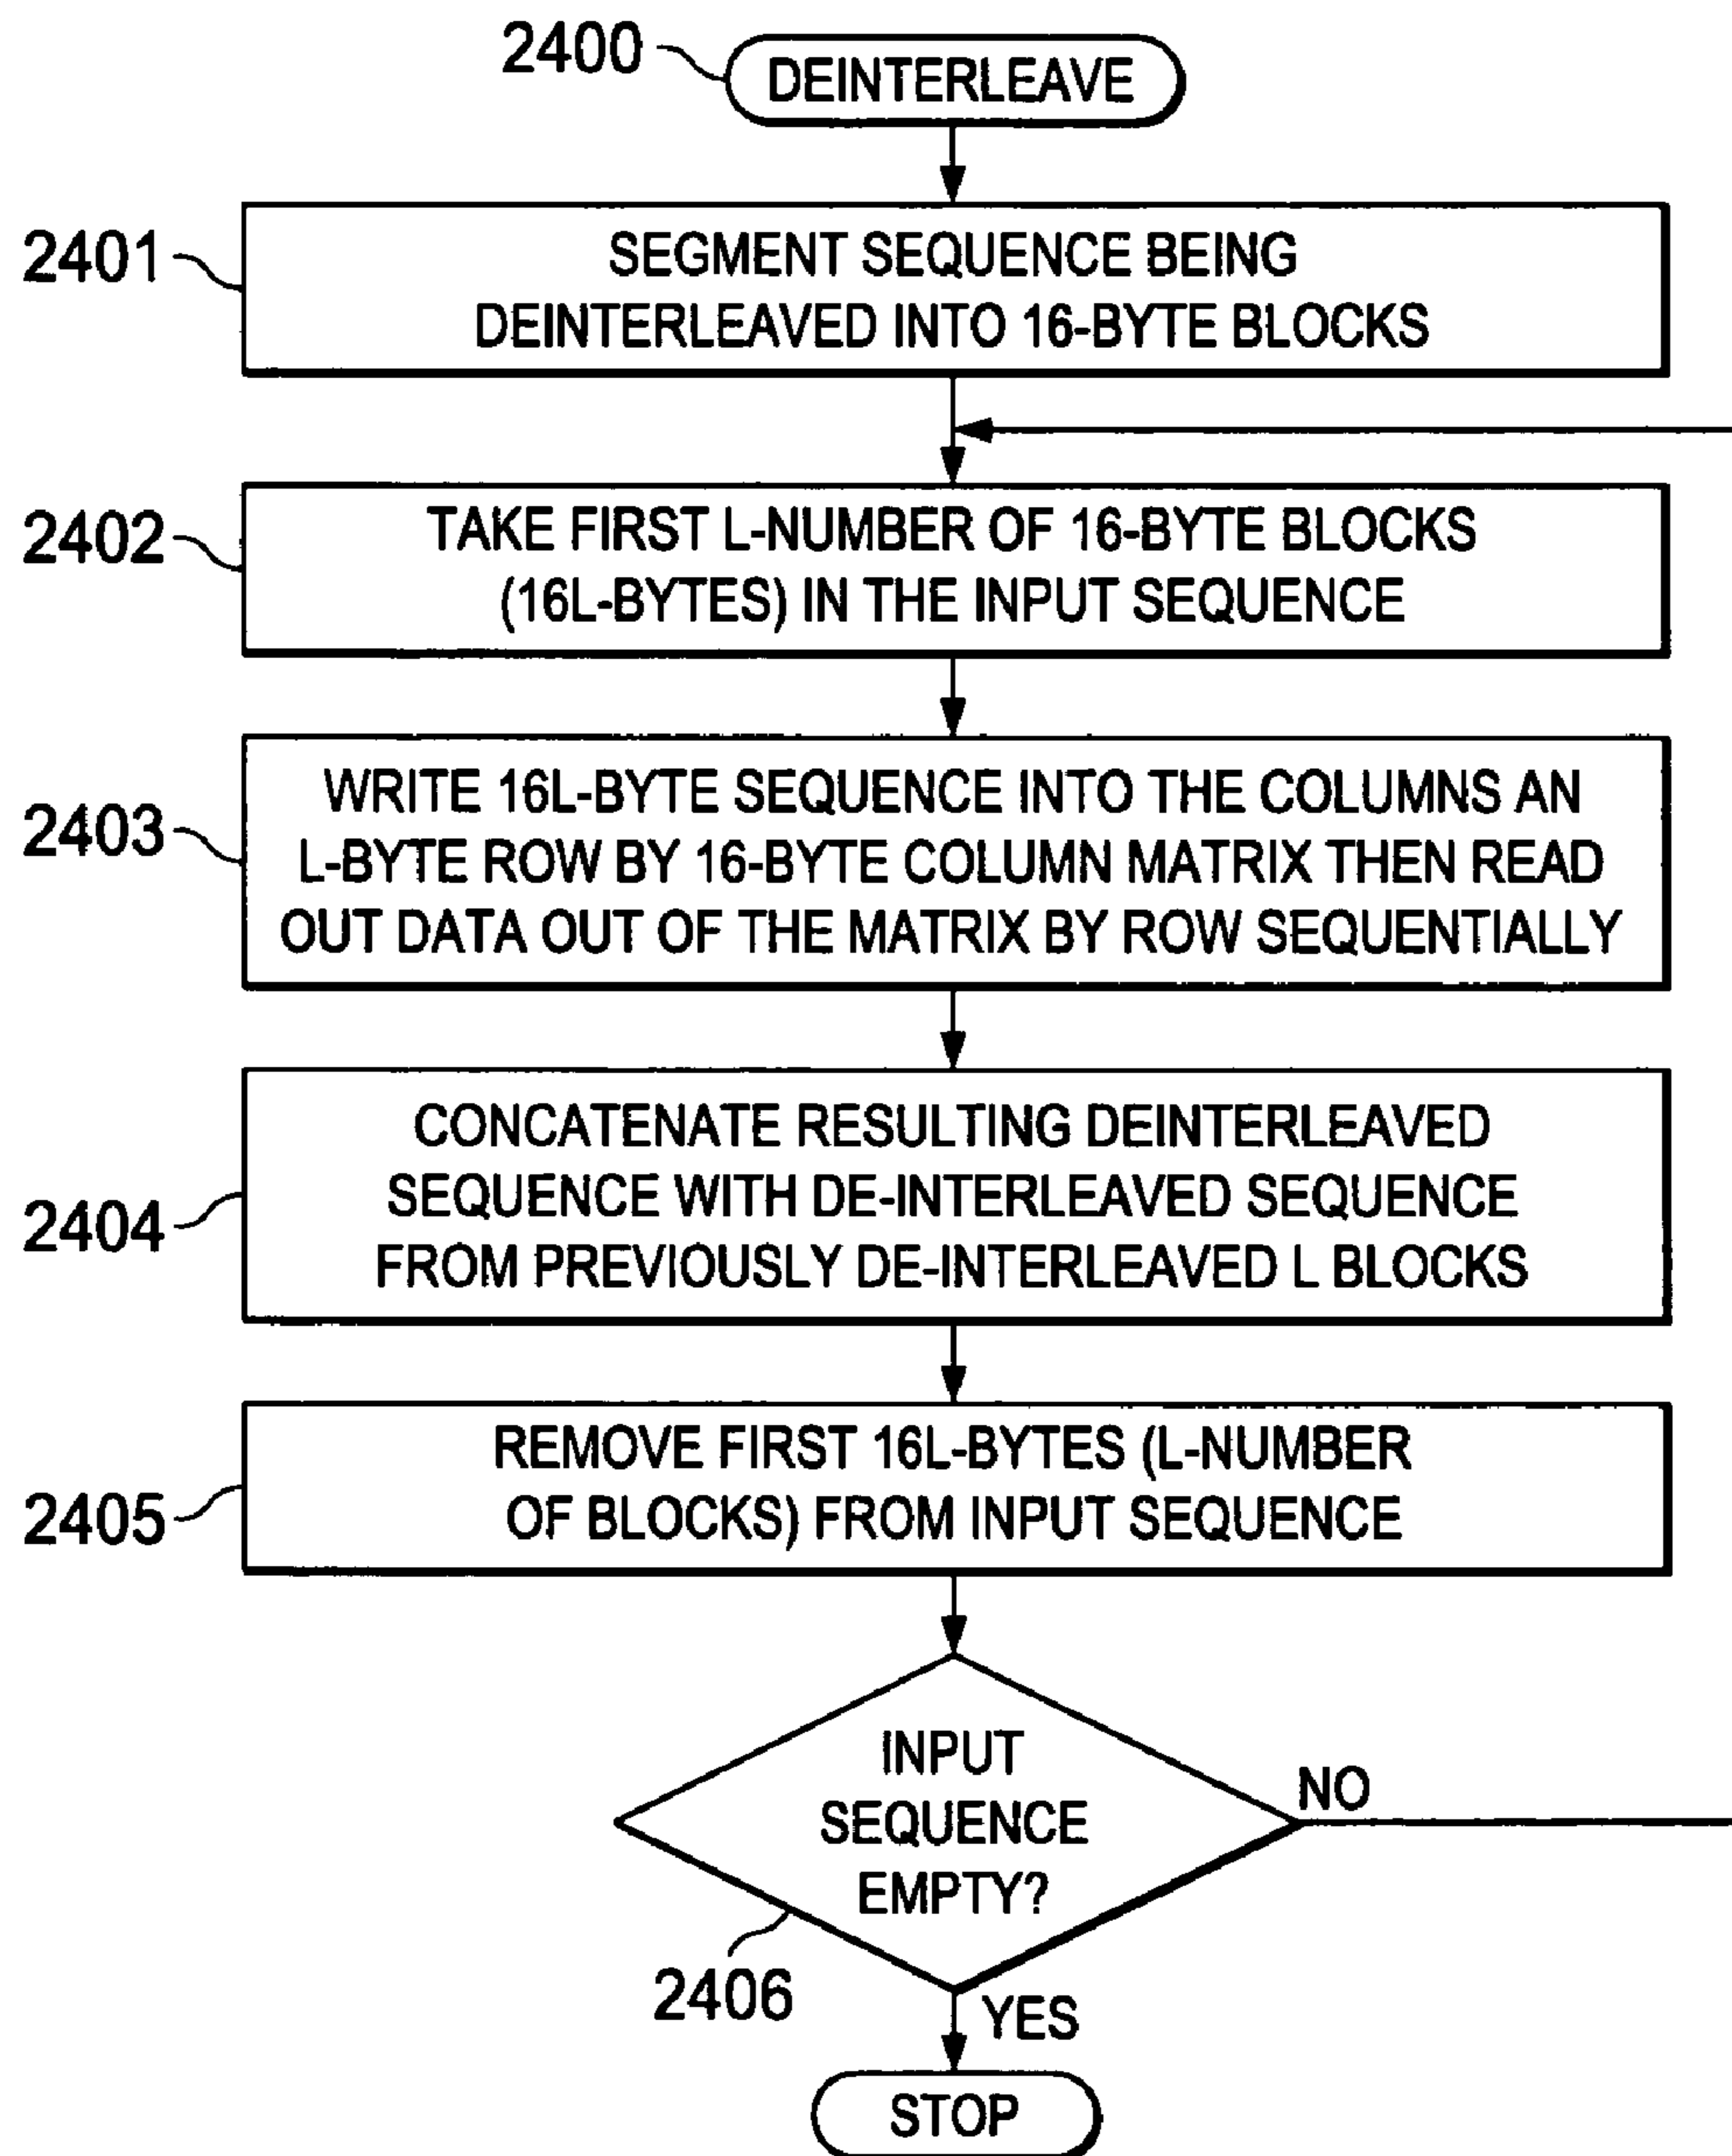 2400
DEINTERLEAVE
2401
SEGMENT SEQUENCE BEING
DEINTERLEAVED INTO 16-BYTE BLOCKS
2402
TAKE FIRST L-NUMBER OF 16-BYTE BLOCKS
(16L-BYTES) IN THE INPUT SEQUENCE
2403
WRITE 16L-BYTE SEQUENCE INTO THE COLUMNS AN
L-BYTE ROW BY 16-BYTE COLUMN MATRIX THEN READ
OUT DATA OUT OF THE MATRIX BY ROW SEQUENTIALLY
2404
CONCATENATE RESULTING DEINTERLEAVED
SEQUENCE WITH DE-INTERLEAVED SEQUENCE
FROM PREVIOUSLY DE-INTERLEAVED L BLOCKS
2405
REMOVE FIRST 16L-BYTES (L-NUMBER
OF BLOCKS) FROM INPUT SEQUENCE
INPUT
SEQUENCE
EMPTY?
NO
2406
YES
STOP